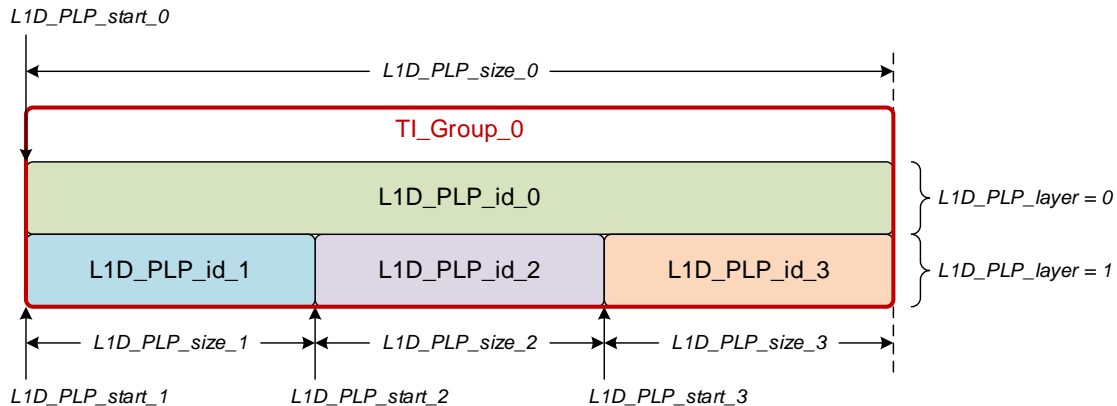 L1D_PLP_start_0
L1D_PLP_size_0
TI_Group_0
L1D_PLP_id_0
L1D_PLP_layer = 0
L1D_PLP_id_1 L1D_PLP_id_2 L1D_PLP_id_3
L1D_PLP_layer = 1
L1D_PLP_size_1 L1D_PLP_size_2 L1D_PLP_size_3
L1D_PLP_start_1 L1D_PLP_start_2 L1D_PLP_start_3